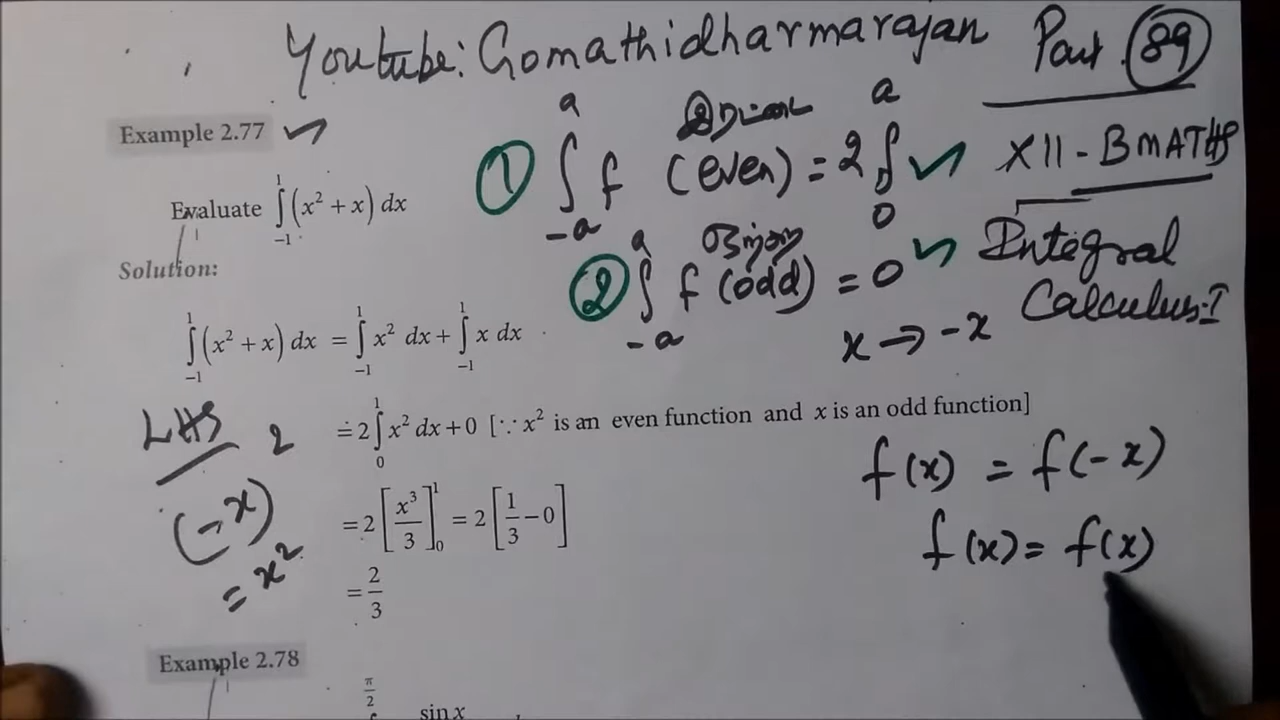 Youtube: Gomathidharmarajan Part . 89
Example 2.77
① ∫_{-a}^{a} f (even) = 2 ∫_{0}^{a}
XII - BMATHS
Evaluate ∫_{-1}^{1} (x² + x) dx
② ∫_{-a}^{a} f (odd) = 0
Integral
Calculus-I
Solution:
x → -x
∫_{-1}^{1} (x² + x) dx = ∫_{-1}^{1} x² dx + ∫_{-1}^{1} x dx
LHS
= 2 ∫_{0}^{1} x² dx + 0 [∵ x² is an even function and x is an odd function]
f(x) = f(-x)
(-x)²
= 2 [x³/3]₀¹ = 2 [1/3 − 0]
f(x) = f(x)
= x²
= 2/3
Example 2.78
π/2
sin x